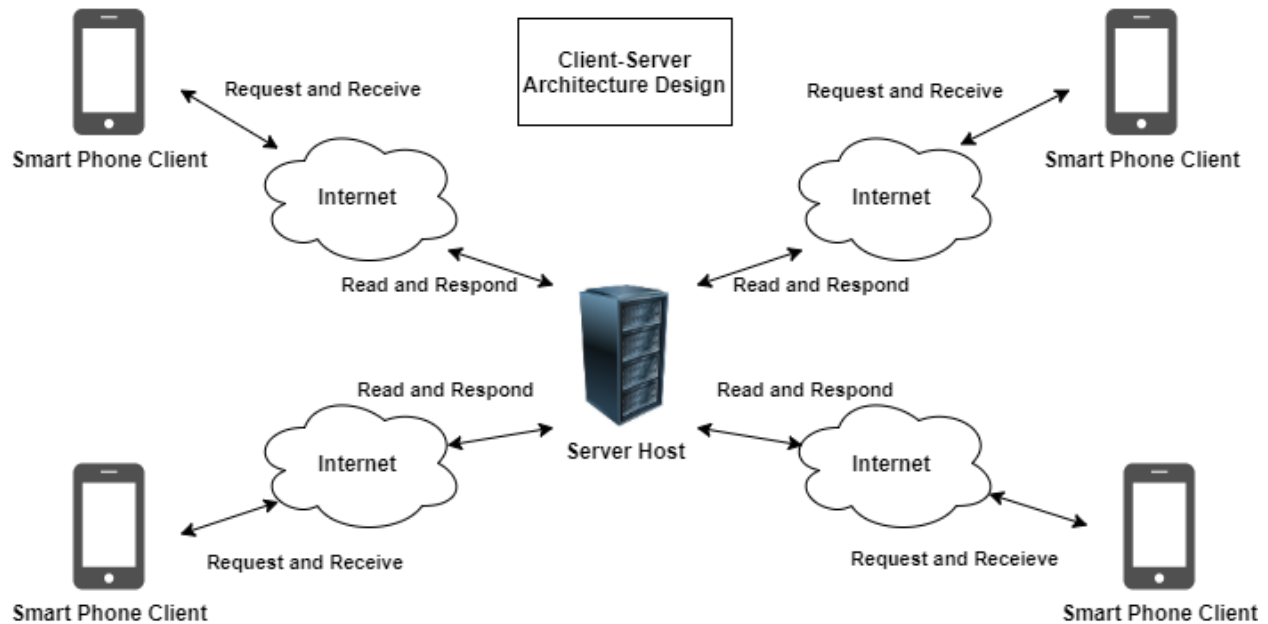 Client-Server
Architecture Design
Request and Receive
Request and Receive
Smart Phone Client
Smart Phone Client
Internet
Internet
Read and Respond
Read and Respond
Read and Respond
Read and Respond
Server Host
Internet
Internet
Request and Receive
Request and Receieve
Smart Phone Client
Smart Phone Client